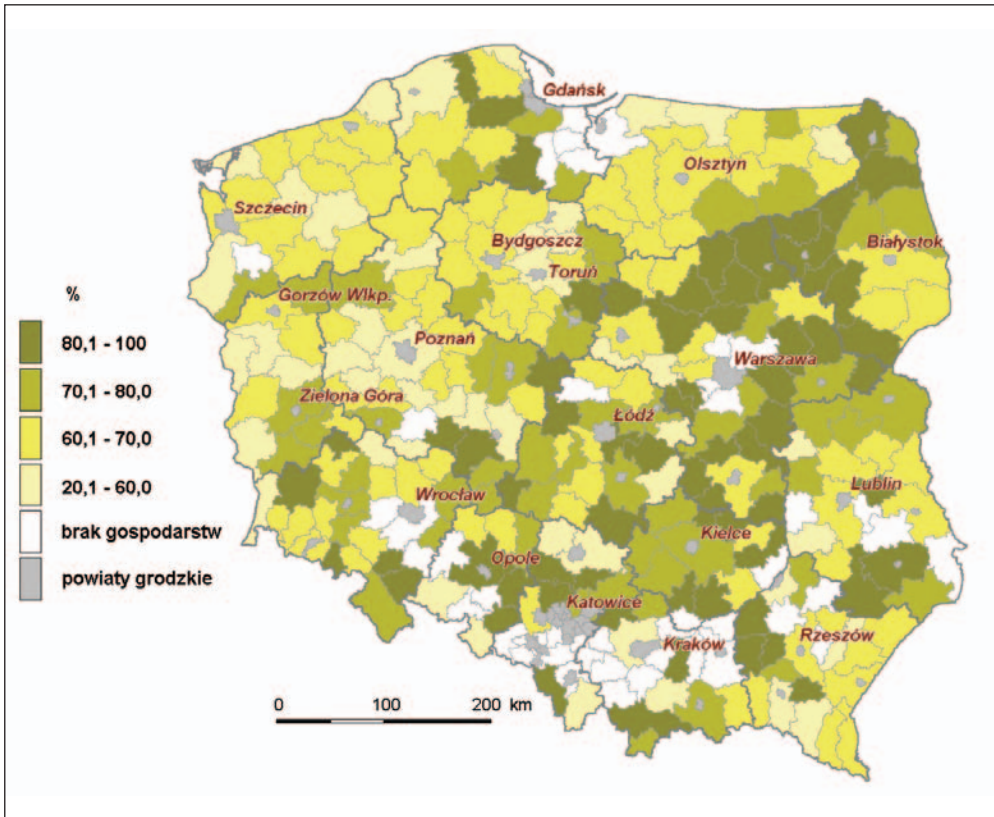 Gdańsk
Olsztyn
Szczecin
Białystok
Bydgoszcz
Toruń
Gorzów Wlkp.
%
80,1 - 100
Poznań
Warszawa
70,1 - 80,0
Zielona Góra
Łódź
60,1 - 70,0
Wrocław
Lublin
20,1 - 60,0
Kielce
brak gospodarstw
Opole
powiaty grodzkie
Katowice
Kraków
Rzeszów
0 100 200 km